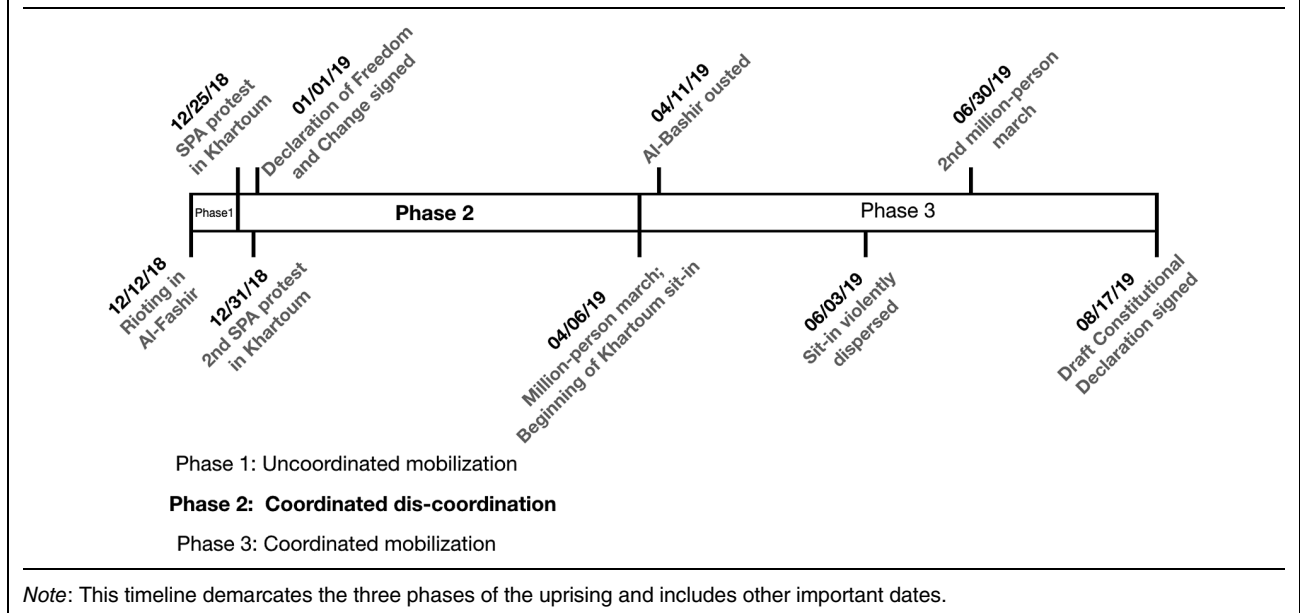 12/25/18
SPA protest
in Khartoum
01/01/19
Declaration of Freedom
and Change signed
04/11/19
Al-Bashir ousted
06/30/19
2nd million-person
march
Phase1
Phase 2
Phase 3
12/12/18
Rioting in
Al-Fashir
12/31/18
2nd SPA protest
in Khartoum
04/06/19
Million-person march;
Beginning of Khartoum sit-in
06/03/19
Sit-in violently
dispersed
08/17/19
Draft Constitutional
Declaration signed
Phase 1: Uncoordinated mobilization
Phase 2:  Coordinated dis-coordination
Phase 3: Coordinated mobilization
Note: This timeline demarcates the three phases of the uprising and includes other important dates.